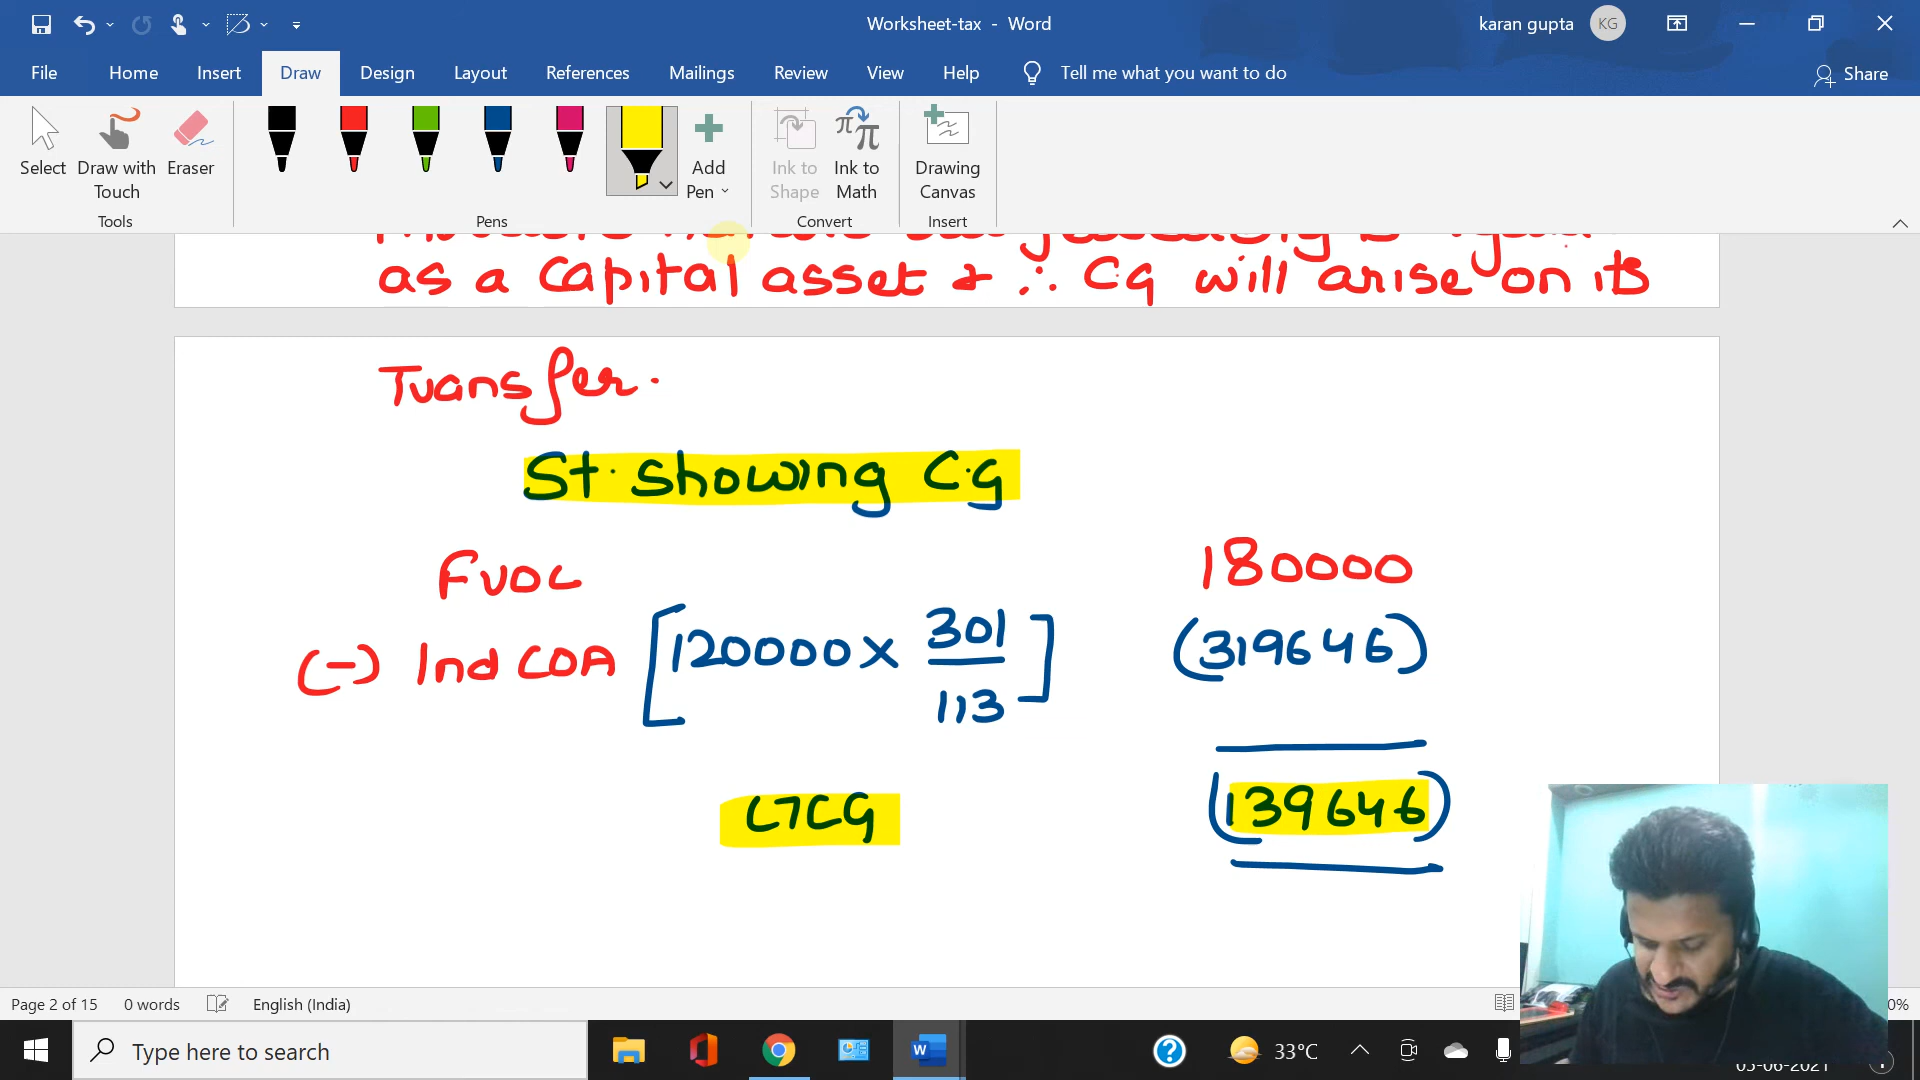 Worksheet-tax - Word
karan gupta KG
File Home Insert Draw Design Layout References Mailings Review View Help Tell me what you want to do Share
Select Draw with Touch Eraser Add Pen Ink to Shape Ink to Math Drawing Canvas
Tools Pens Convert Insert
as a capital asset & ∴ CG will arise on its
Transfer.
St. showing C.G
FVOC 180000
(-) Ind COA [120000 x 301/113] (319646)
LTCG (139646)
Page 2 of 15 0 words English (India) 0%
Type here to search W 33°C
05-06-2021